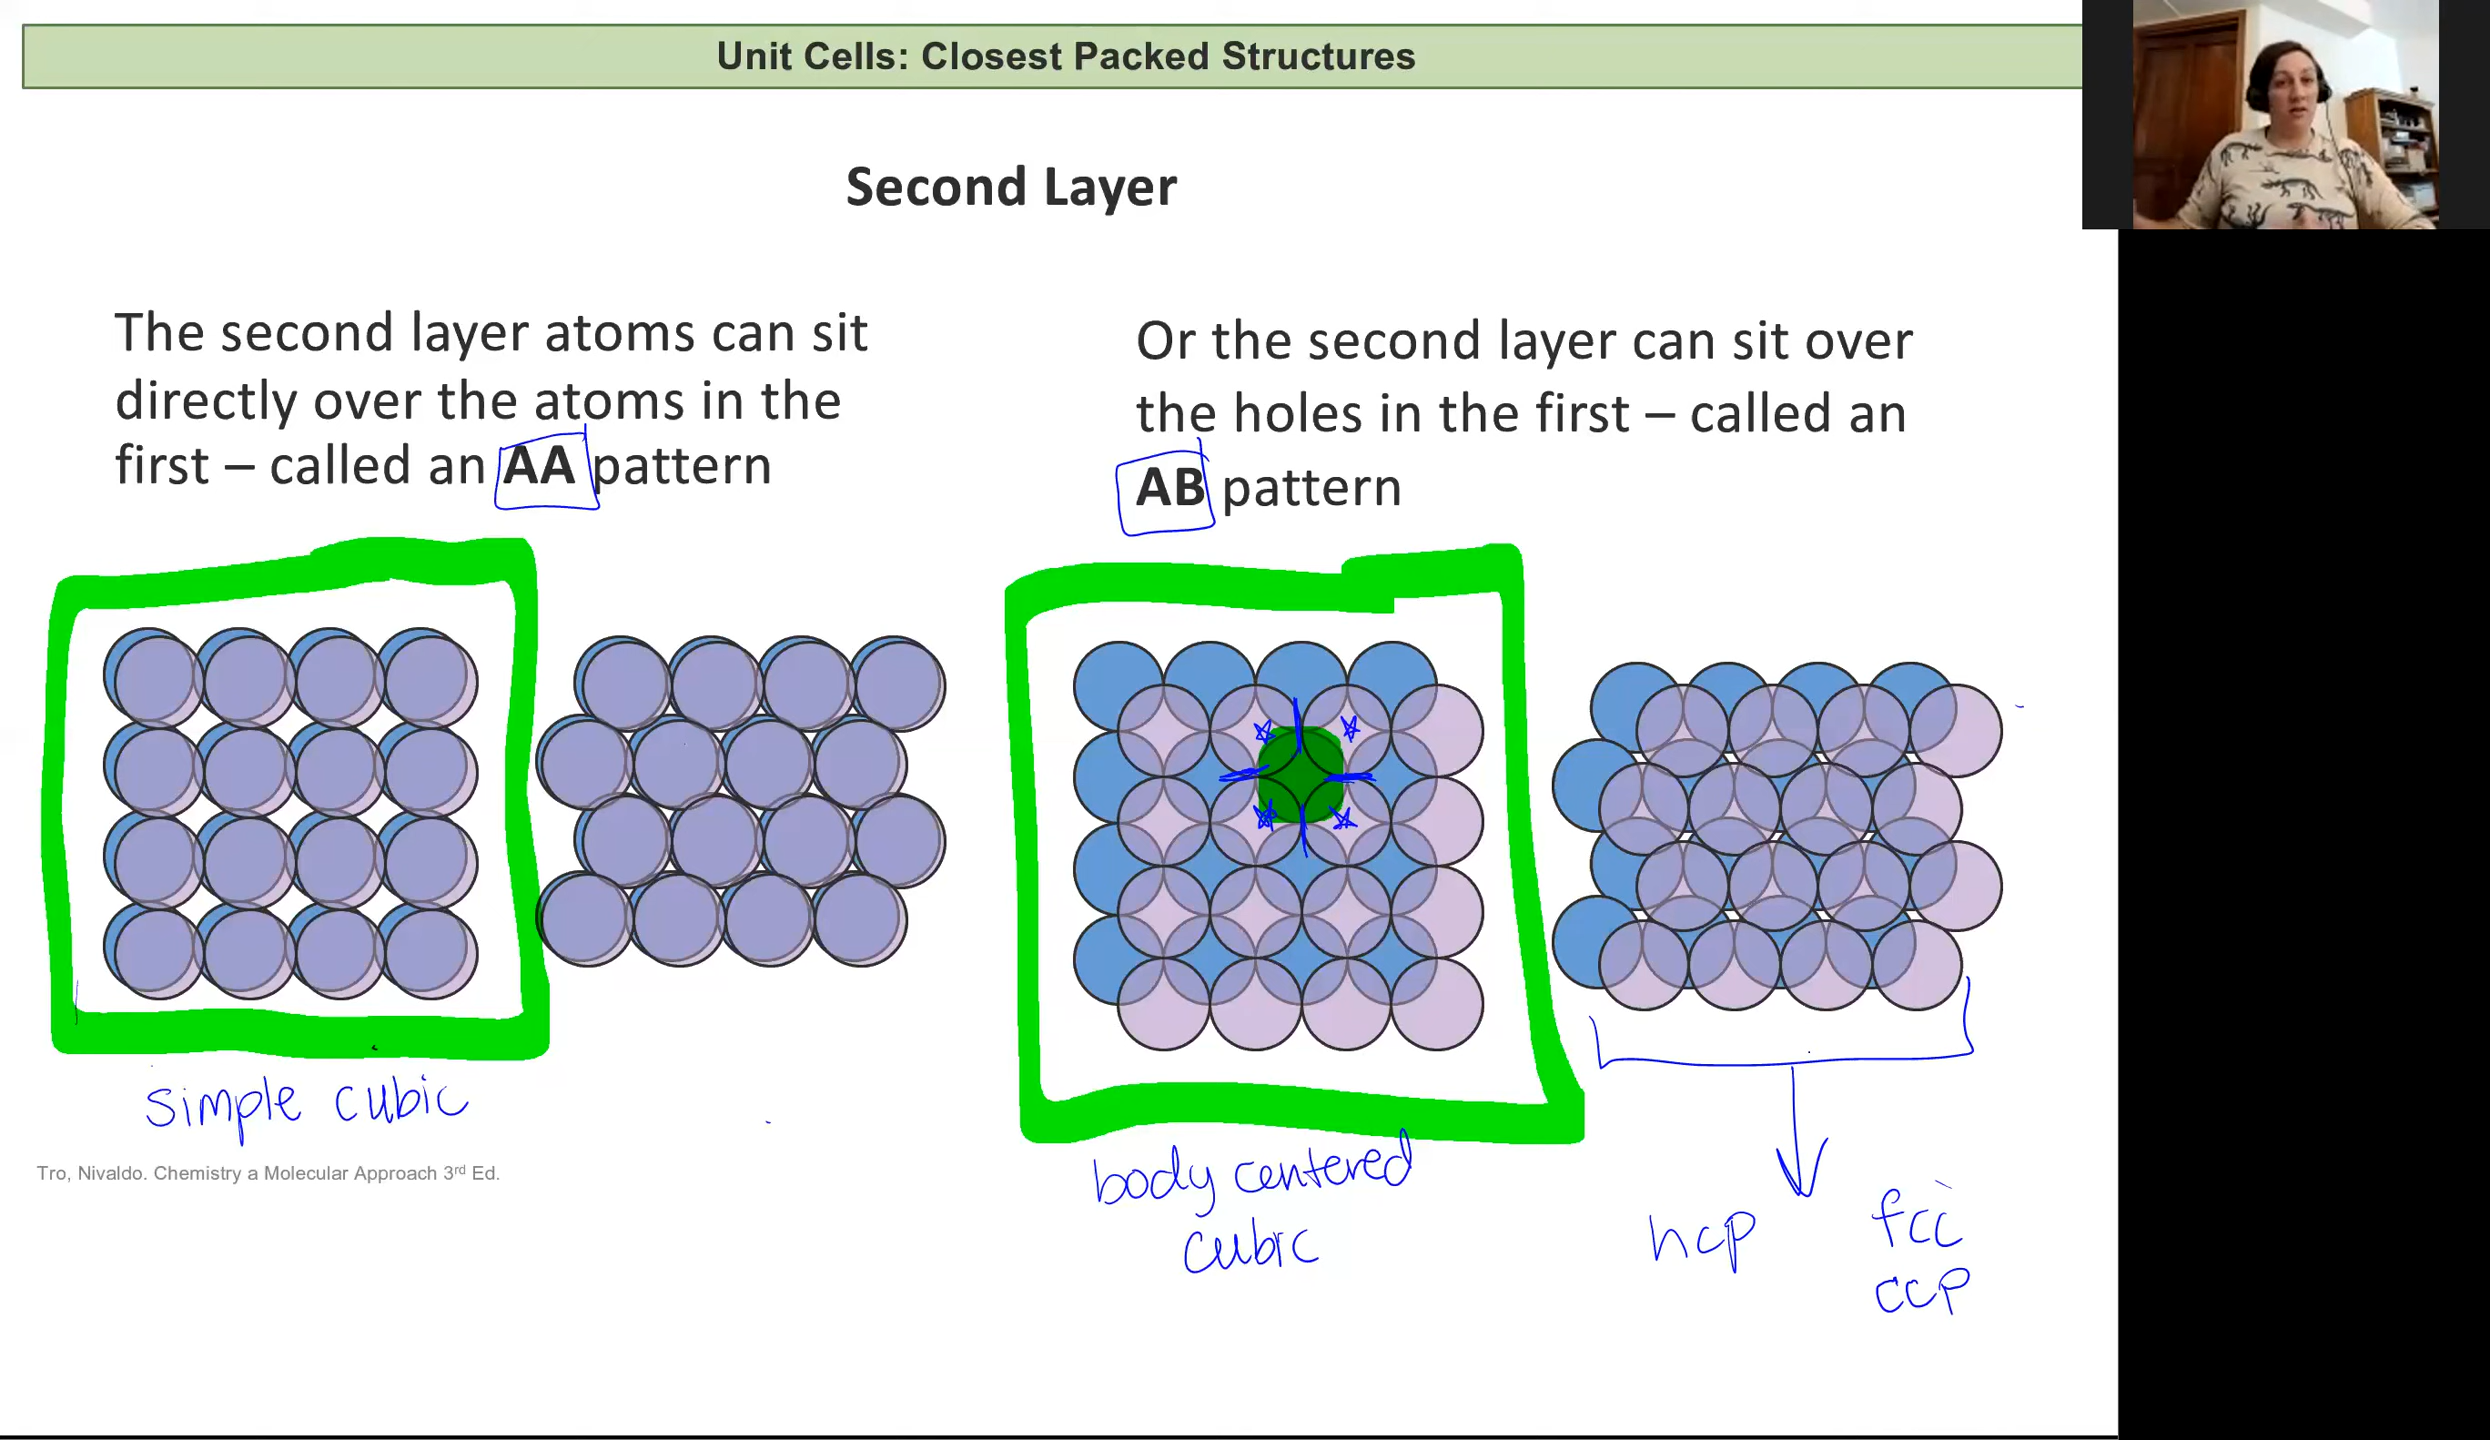 Unit Cells: Closest Packed Structures
Second Layer
The second layer atoms can sit
directly over the atoms in the
first – called an AA pattern
Or the second layer can sit over
the holes in the first – called an
AB pattern
simple cubic
body centered
cubic
hcp
fcc
ccp
Tro, Nivaldo. Chemistry a Molecular Approach 3rd Ed.